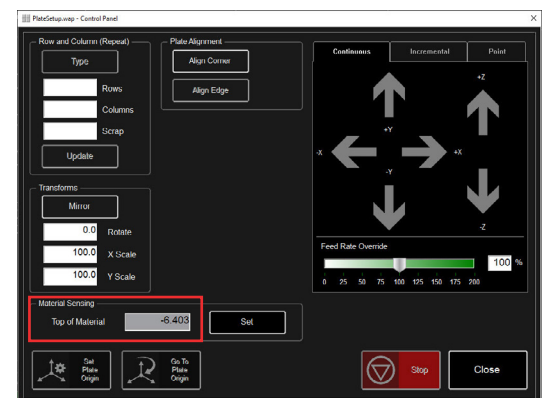 PlateSetup.wap - Control Panel
Row and Column (Repeat)
Type
Rows
Columns
Scrap
Update
Plate Alignment
Align Corner
Align Edge
Transforms
Mirror
0.0 Rotate
100.0 X Scale
100.0 Y Scale
Material Sensing
Top of Material -6.403 Set
Set
Plate
Origin
Go To
Plate
Origin
Continuous Incremental Point
+Z
+Y
-X +X
-Y
-Z
Feed Rate Override
100 %
0 25 50 75 100 125 150 175 200
Stop
Close